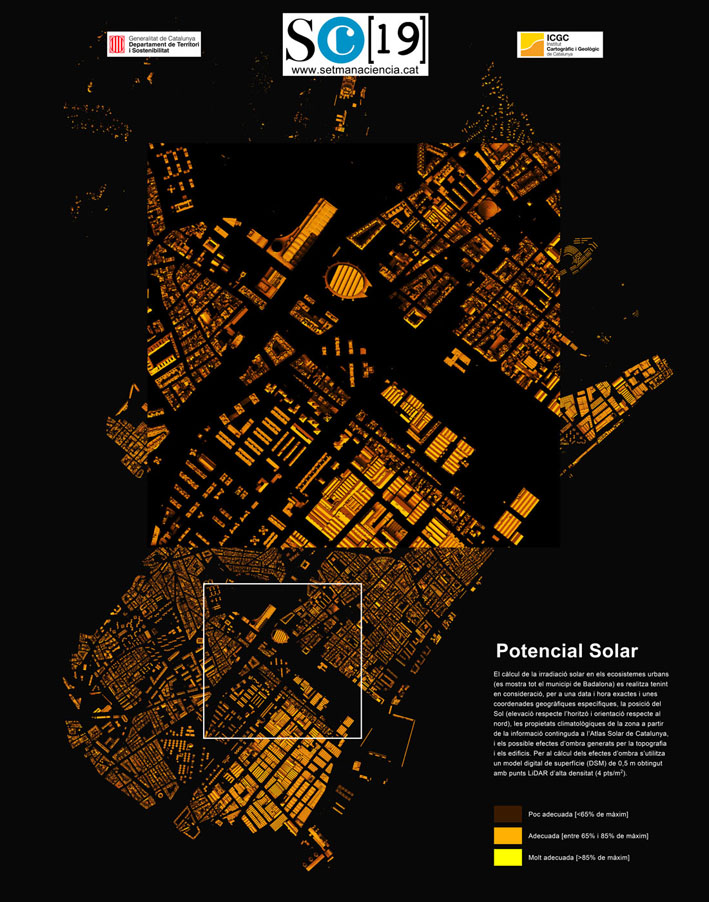 Generalitat de Catalunya
Departament de Territori
i Sostenibilitat
SC[19]
www.setmanaciencia.cat
ICGC
Institut
Cartogràfic i Geològic
de Catalunya
Potencial Solar
El càlcul de la irradiació solar en els ecosistemes urbans
(es mostra tot el municipi de Badalona) es realitza tenint
en consideració, per a una data i hora exactes i unes
coordenades geogràfiques específiques, la posició del
Sol (elevació respecte l'horitzó i orientació respecte al
nord), les propietats climatològiques de la zona a partir
de la informació continguda a l'Atlas Solar de Catalunya,
i els possible efectes d'ombra generats per la topografia
i els edificis. Per al càlcul dels efectes d'ombra s'utilitza
un model digital de superfície (DSM) de 0,5 m obtingut
amb punts LiDAR d'alta densitat (4 pts/m²).
Poc adecuada [<65% de màxim]
Adecuada [entre 65% i 85% de màxim]
Molt adecuada [>85% de màxim]